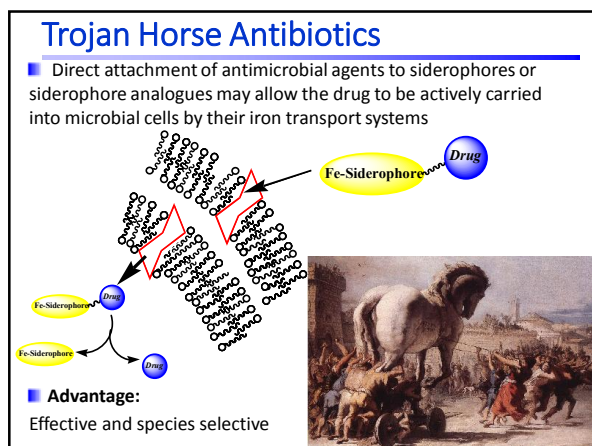 Trojan Horse Antibiotics
Direct attachment of antimicrobial agents to siderophores or
siderophore analogues may allow the drug to be actively carried
into microbial cells by their iron transport systems
Fe-Siderophore
Drug
Fe-Siderophore
Drug
Fe-Siderophore
Drug
Advantage:
Effective and species selective